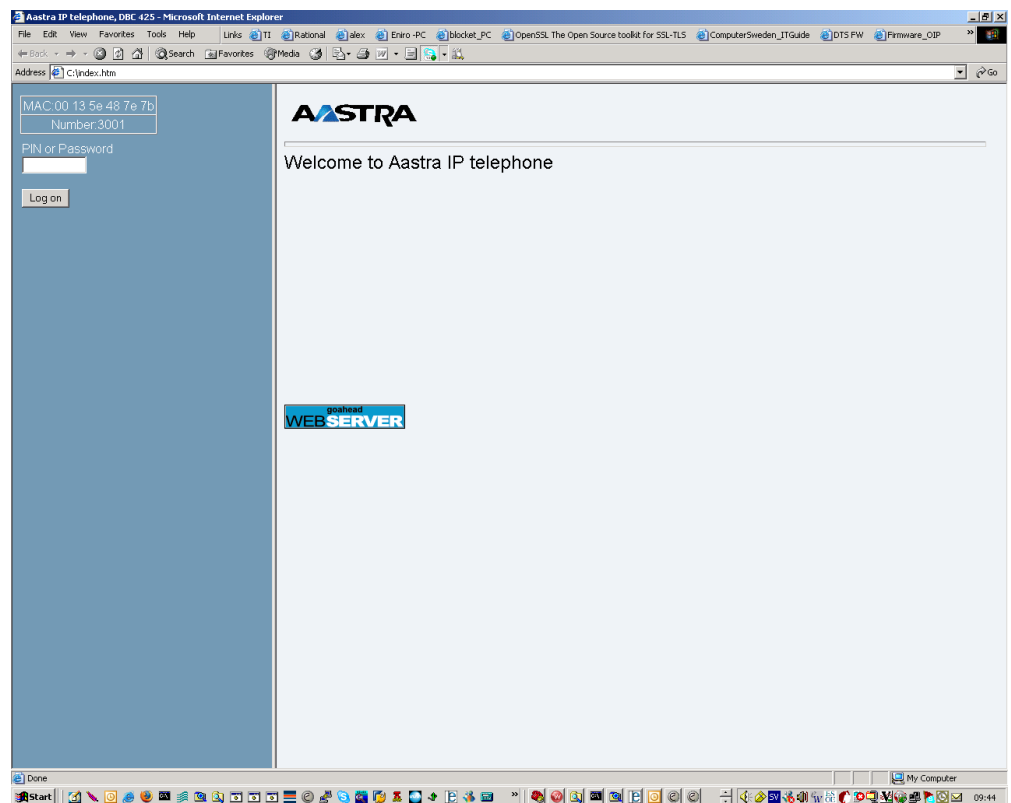 Aastra IP telephone, DBC 425 - Microsoft Internet Explorer
File Edit View Favorites Tools Help Links TI Rational alex Eniro -PC blocket_PC OpenSSL The Open Source toolkit for SSL-TLS ComputerSweden_ITGuide DTS FW Firmware_OIP »
Back Search Favorites Media
Address C:\index.htm Go
MAC:00 13 5e 48 7e 7b
Number:3001
PIN or Password
Log on
AASTRA
Welcome to Aastra IP telephone
goahead
WEBSERVER
Done My Computer
Start » SV 09:44